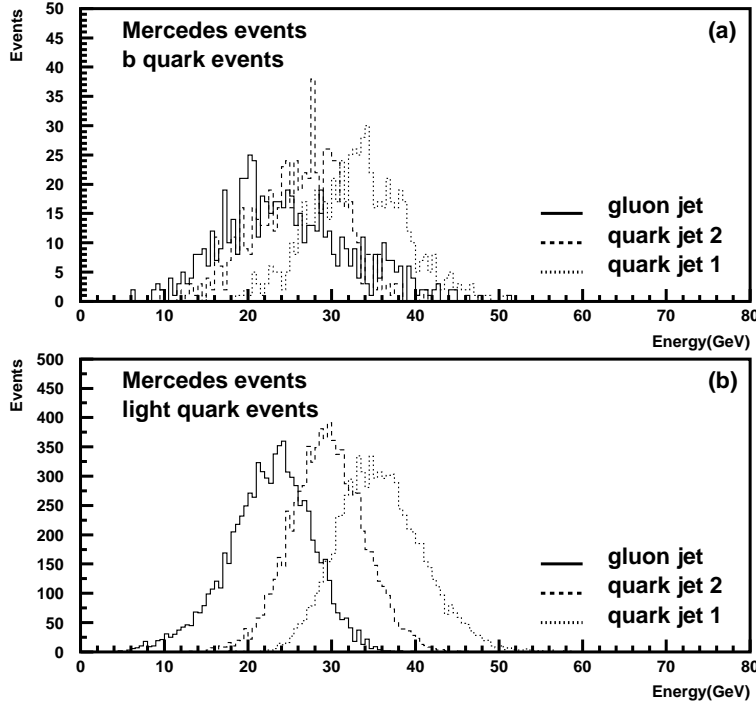 Events
50
45
40
35
30
25
20
15
10
5
0
Mercedes events
b quark events
(a)
gluon jet
quark jet 2
quark jet 1
0 10 20 30 40 50 60 70 80
Energy(GeV)
Events
500
450
400
350
300
250
200
150
100
50
0
Mercedes events
light quark events
(b)
gluon jet
quark jet 2
quark jet 1
0 10 20 30 40 50 60 70 80
Energy(GeV)